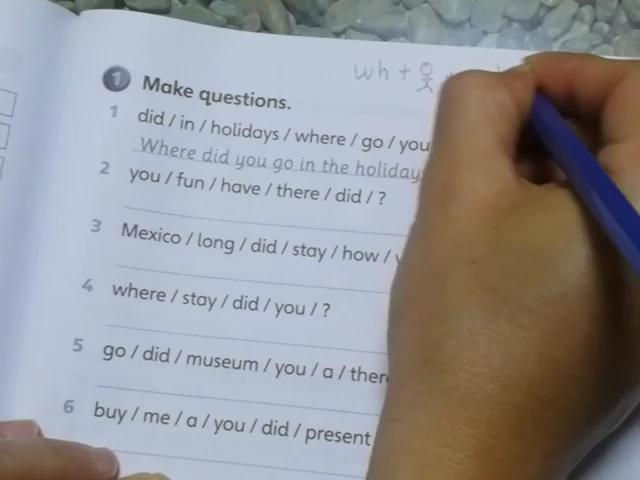 wh +
1 Make questions.
1 did / in / holidays / where / go / you
Where did you go in the holiday
2 you / fun / have / there / did / ?
3 Mexico / long / did / stay / how /
4 where / stay / did / you / ?
5 go / did / museum / you / a /
6 buy / me / a / you / did / present